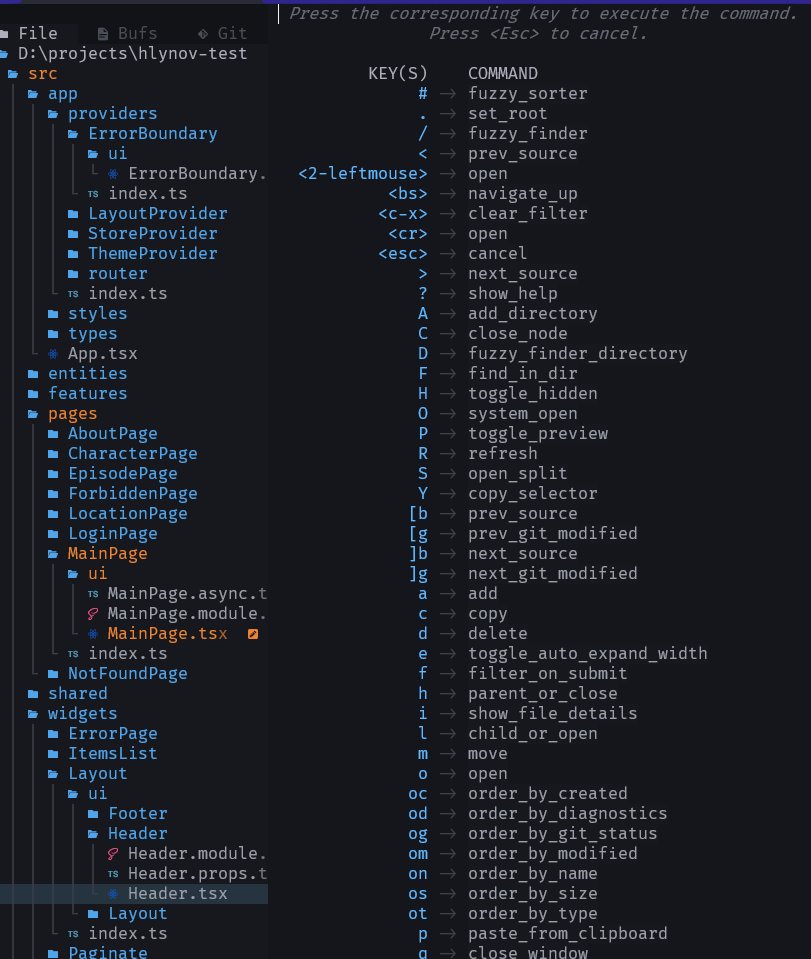 File Bufs Git
D:\projects\hlynov-test
src
app
providers
ErrorBoundary
ui
ErrorBoundary.
TS index.ts
LayoutProvider
StoreProvider
ThemeProvider
router
TS index.ts
styles
types
App.tsx
entities
features
pages
AboutPage
CharacterPage
EpisodePage
ForbiddenPage
LocationPage
LoginPage
MainPage
ui
TS MainPage.async.t
MainPage.module.
MainPage.tsx
TS index.ts
NotFoundPage
shared
widgets
ErrorPage
ItemsList
Layout
ui
Footer
Header
Header.module.
TS Header.props.t
Header.tsx
Layout
TS index.ts
Paginate
Press the corresponding key to execute the command.
Press <Esc> to cancel.
KEY(S) COMMAND
# → fuzzy_sorter
. → set_root
/ → fuzzy_finder
< → prev_source
<2-leftmouse> → open
<bs> → navigate_up
<c-x> → clear_filter
<cr> → open
<esc> → cancel
> → next_source
? → show_help
A → add_directory
C → close_node
D → fuzzy_finder_directory
F → find_in_dir
H → toggle_hidden
O → system_open
P → toggle_preview
R → refresh
S → open_split
Y → copy_selector
[b → prev_source
[g → prev_git_modified
]b → next_source
]g → next_git_modified
a → add
c → copy
d → delete
e → toggle_auto_expand_width
f → filter_on_submit
h → parent_or_close
i → show_file_details
l → child_or_open
m → move
o → open
oc → order_by_created
od → order_by_diagnostics
og → order_by_git_status
om → order_by_modified
on → order_by_name
os → order_by_size
ot → order_by_type
p → paste_from_clipboard
q → close_window